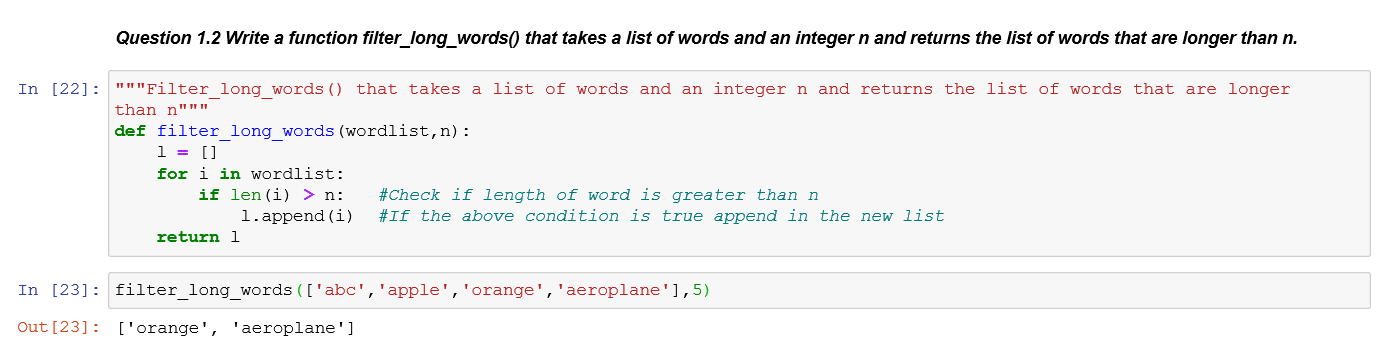 Question 1.2 Write a function filter_long_words() that takes a list of words and an integer n and returns the list of words that are longer than n.
In [22]: """Filter_long_words() that takes a list of words and an integer n and returns the list of words that are longer
than n"""
def filter_long_words(wordlist,n):
    l = []
    for i in wordlist:
        if len(i) > n:   #Check if length of word is greater than n
            l.append(i)  #If the above condition is true append in the new list
    return l
In [23]: filter_long_words(['abc','apple','orange','aeroplane'],5)
Out[23]: ['orange', 'aeroplane']